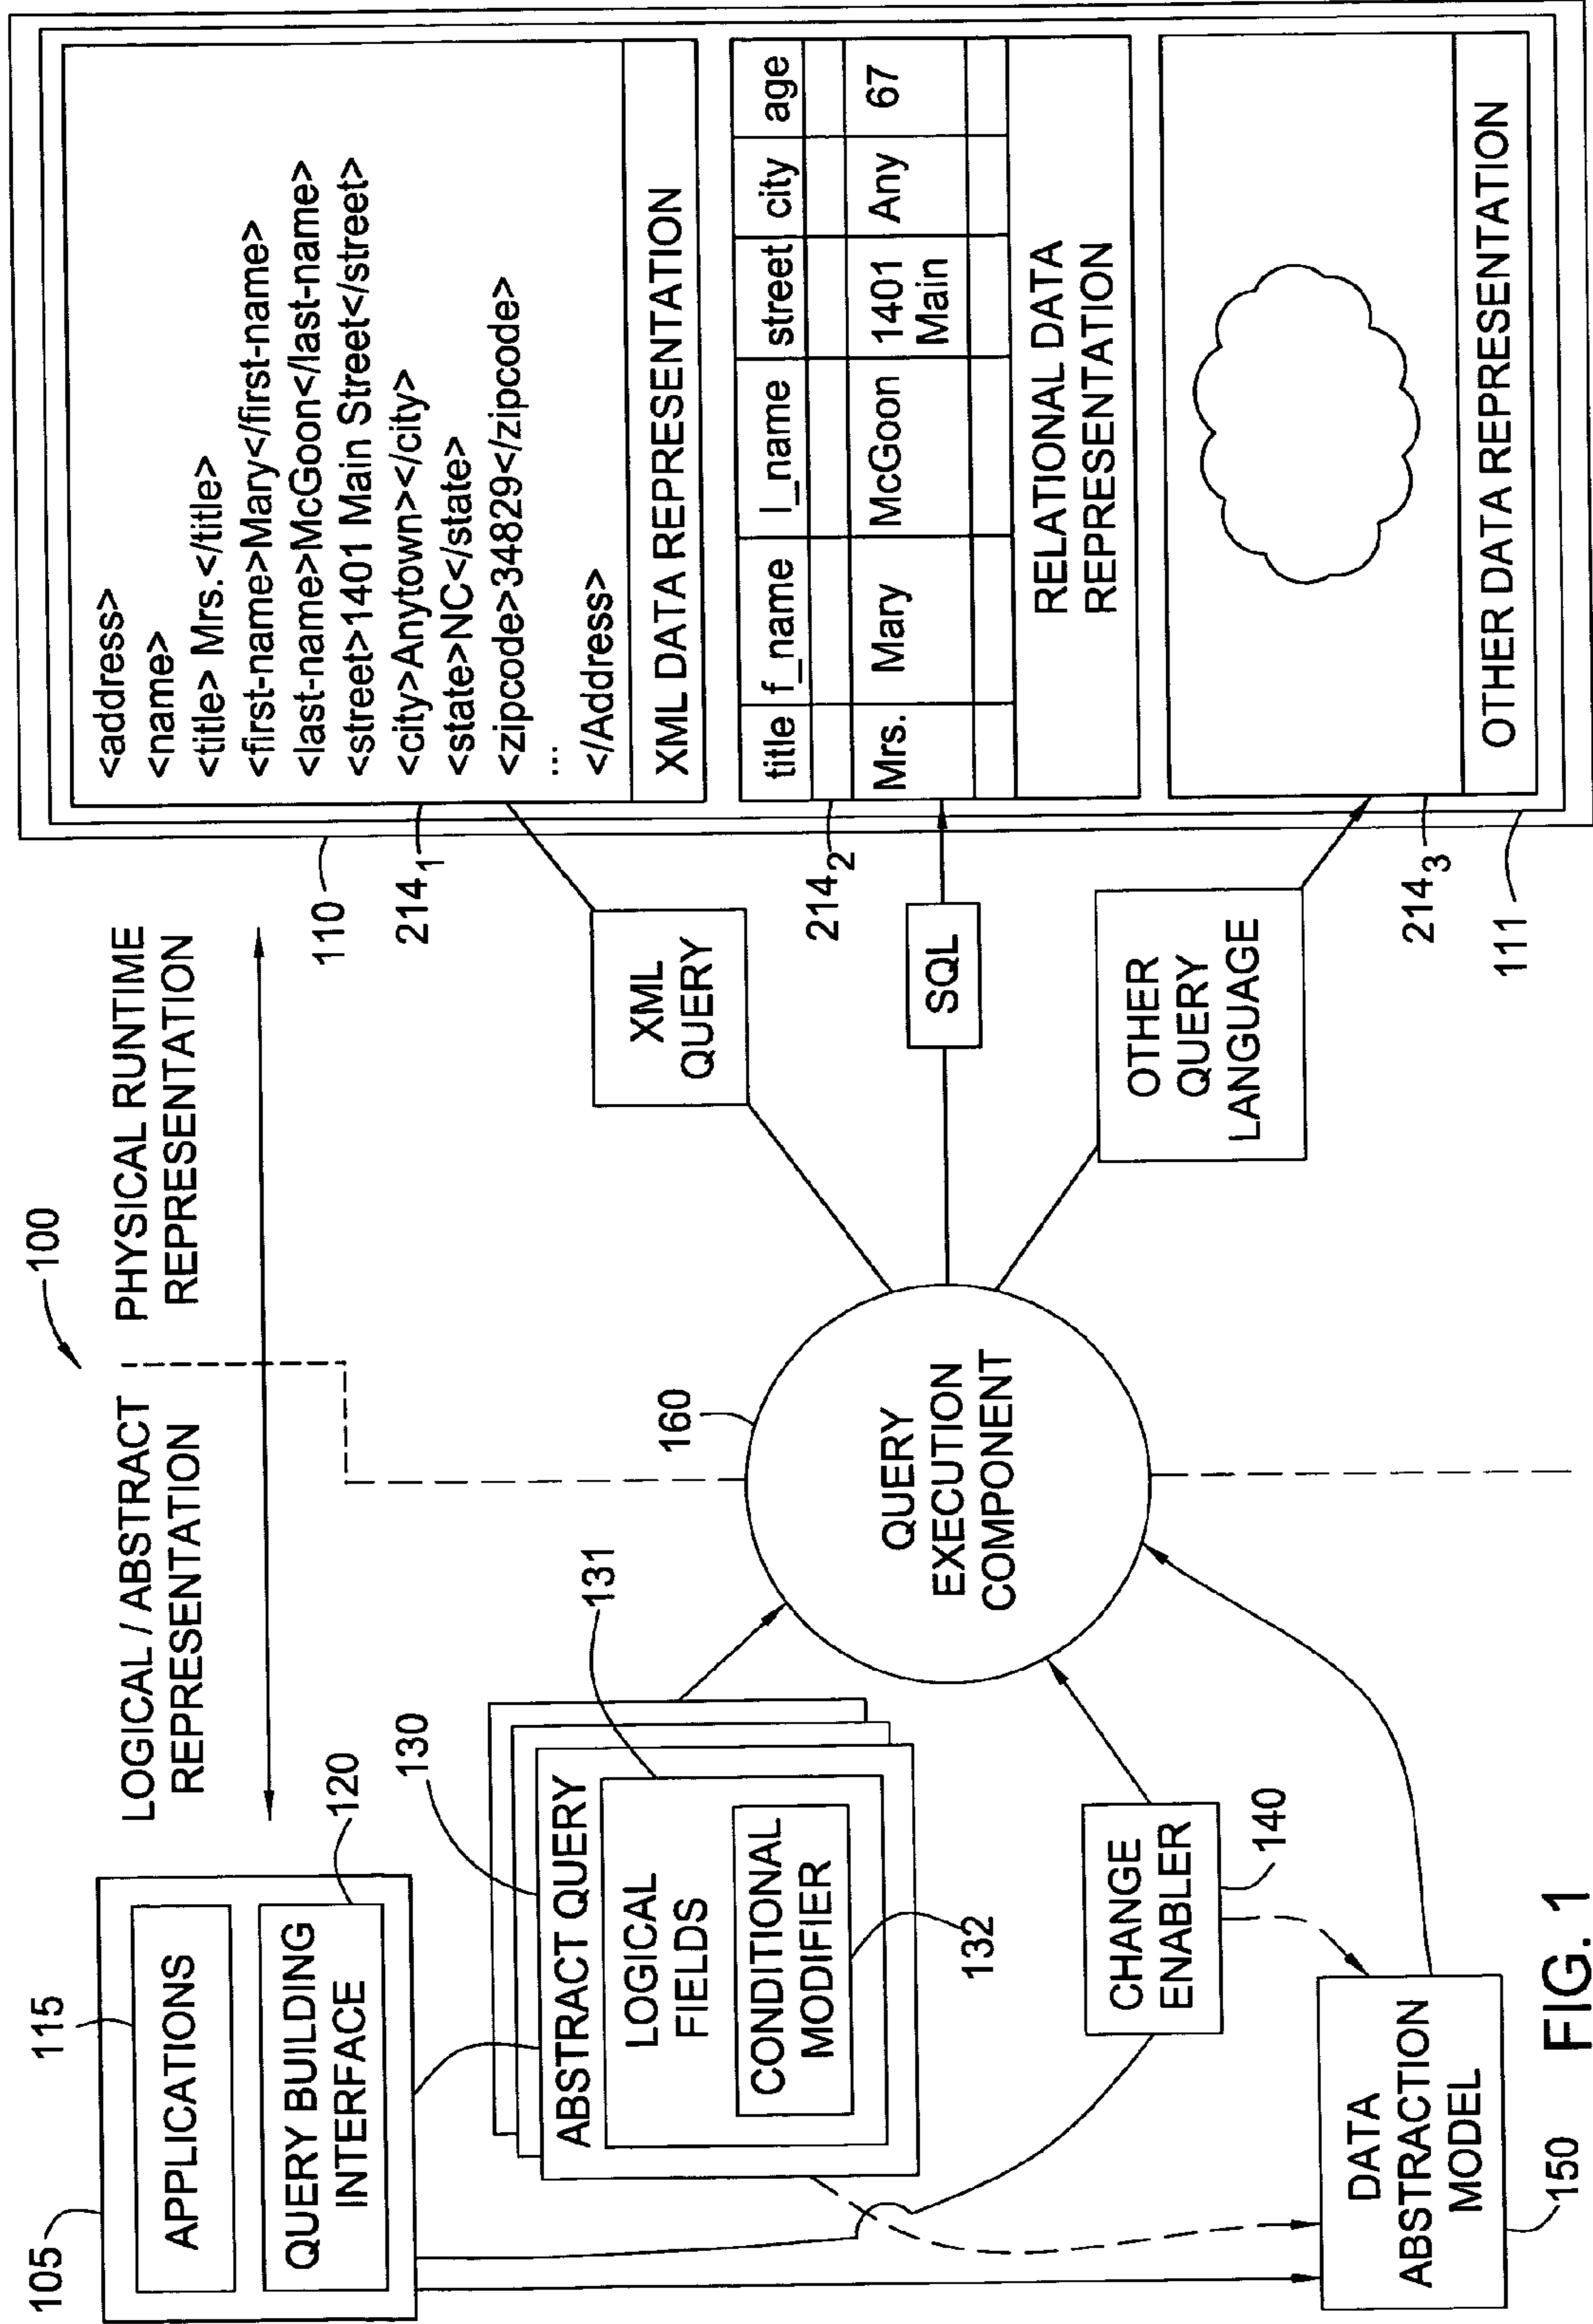 100
LOGICAL / ABSTRACT
REPRESENTATION
PHYSICAL RUNTIME
REPRESENTATION
105
115
APPLICATIONS
QUERY BUILDING
INTERFACE
120
130
ABSTRACT QUERY
LOGICAL
FIELDS
131
CONDITIONAL
MODIFIER
132
CHANGE
ENABLER
140
DATA
ABSTRACTION
MODEL
150
160
QUERY
EXECUTION
COMPONENT
XML
QUERY
SQL
OTHER
QUERY
LANGUAGE
110
214₁
<address>
<name>
<title> Mrs.</title>
<first-name>Mary</first-name>
<last-name>McGoon</last-name>
<street>1401 Main Street</street>
<city>Anytown></city>
<state>NC</state>
<zipcode>34829</zipcode>
...
</Address>
XML DATA REPRESENTATION
214₂
title f_name l_name street city age
Mrs. Mary McGoon 1401 Main Any 67
RELATIONAL DATA
REPRESENTATION
214₃
OTHER DATA REPRESENTATION
111
FIG. 1